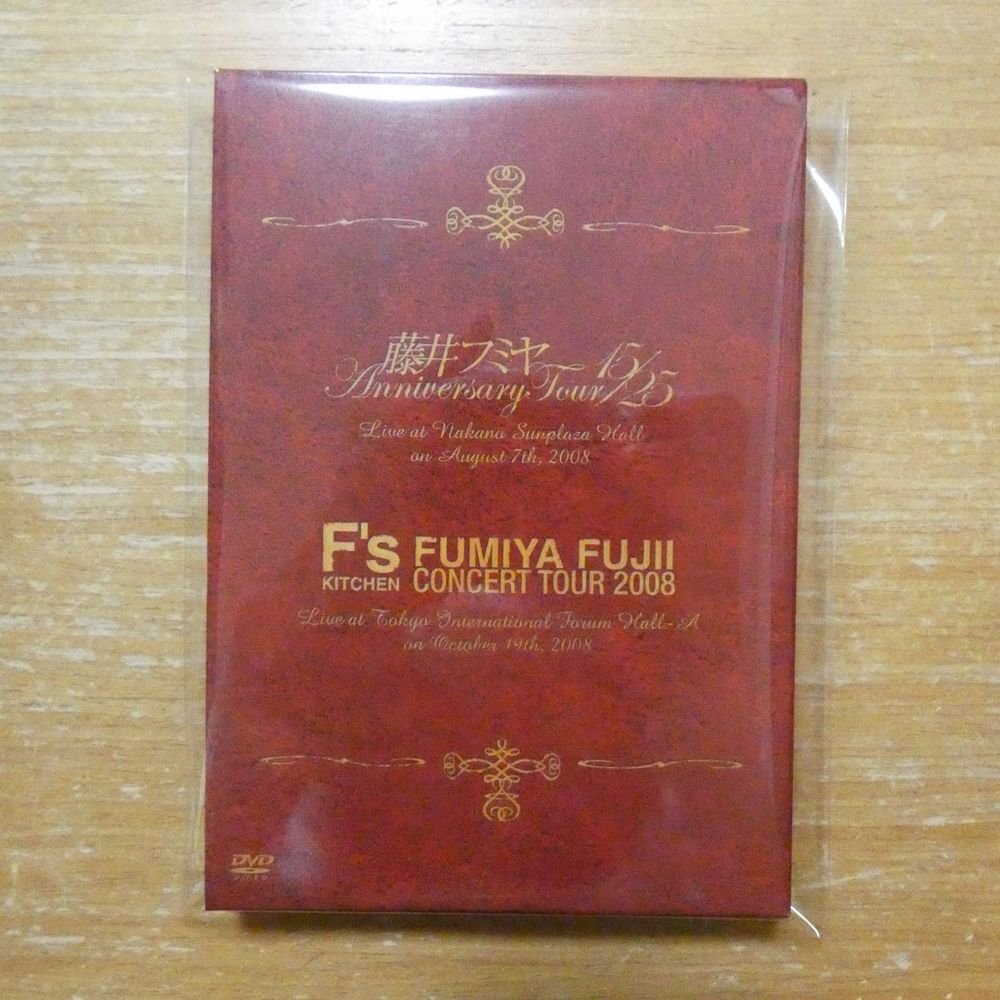 藤井フミヤ
Anniversary Tour 15/25
Live at Nakano Sunplaza Hall
on August 7th, 2008
F's KITCHEN
FUMIYA FUJII
CONCERT TOUR 2008
Live at Tokyo International Forum Hall-A
on October 19th, 2008
DVD
VIDEO